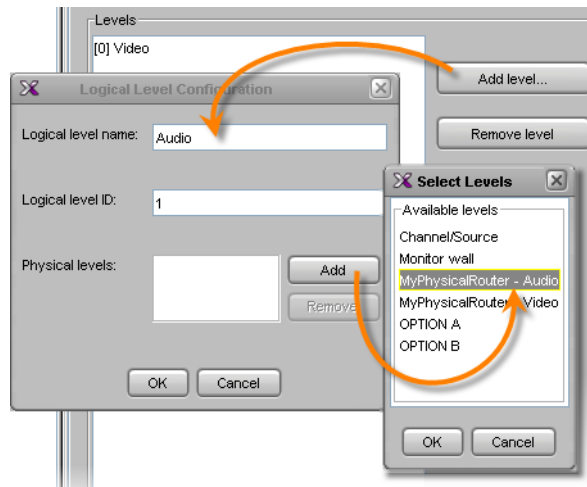 Levels
[0] Video
Add level...
Remove level
Logical Level Configuration
Logical level name:
Audio
Logical level ID:
1
Physical levels:
Add
Remove
OK
Cancel
Select Levels
Available levels
Channel/Source
Monitor wall
MyPhysicalRouter - Audio
MyPhysicalRouter - Video
OPTION A
OPTION B
OK
Cancel